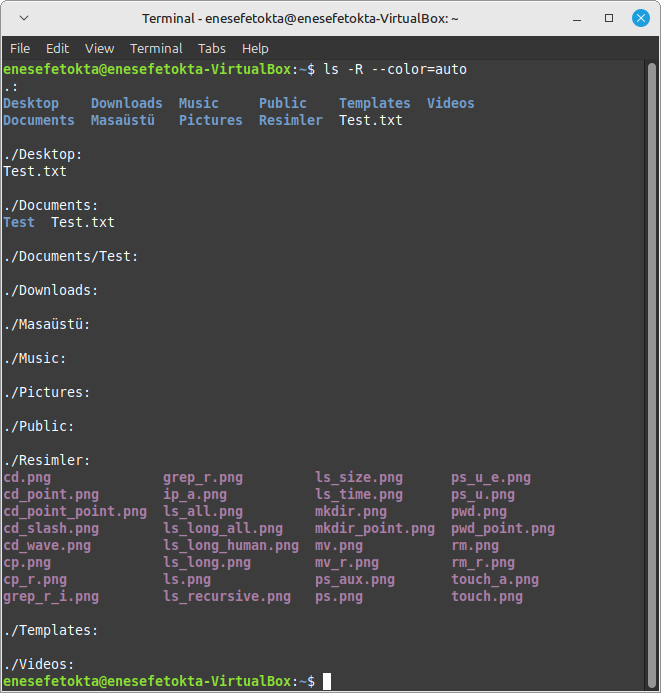 Terminal - enesefetokta@enesefetokta-VirtualBox: ~
File Edit View Terminal Tabs Help
enesefetokta@enesefetokta-VirtualBox:~$ ls -R --color=auto
.:
Desktop    Downloads  Music     Public    Templates  Videos
Documents  Masaüstü   Pictures  Resimler  Test.txt

./Desktop:
Test.txt

./Documents:
Test  Test.txt

./Documents/Test:

./Downloads:

./Masaüstü:

./Music:

./Pictures:

./Public:

./Resimler:
cd.png              grep_r.png         ls_size.png      ps_u_e.png
cd_point.png        ip_a.png           ls_time.png      ps_u.png
cd_point_point.png  ls_all.png         mkdir.png        pwd.png
cd_slash.png        ls_long_all.png    mkdir_point.png  pwd_point.png
cd_wave.png         ls_long_human.png  mv.png           rm.png
cp.png              ls_long.png        mv_r.png         rm_r.png
cp_r.png            ls.png             ps_aux.png       touch_a.png
grep_r_i.png        ls_recursive.png   ps.png           touch.png

./Templates:

./Videos:
enesefetokta@enesefetokta-VirtualBox:~$